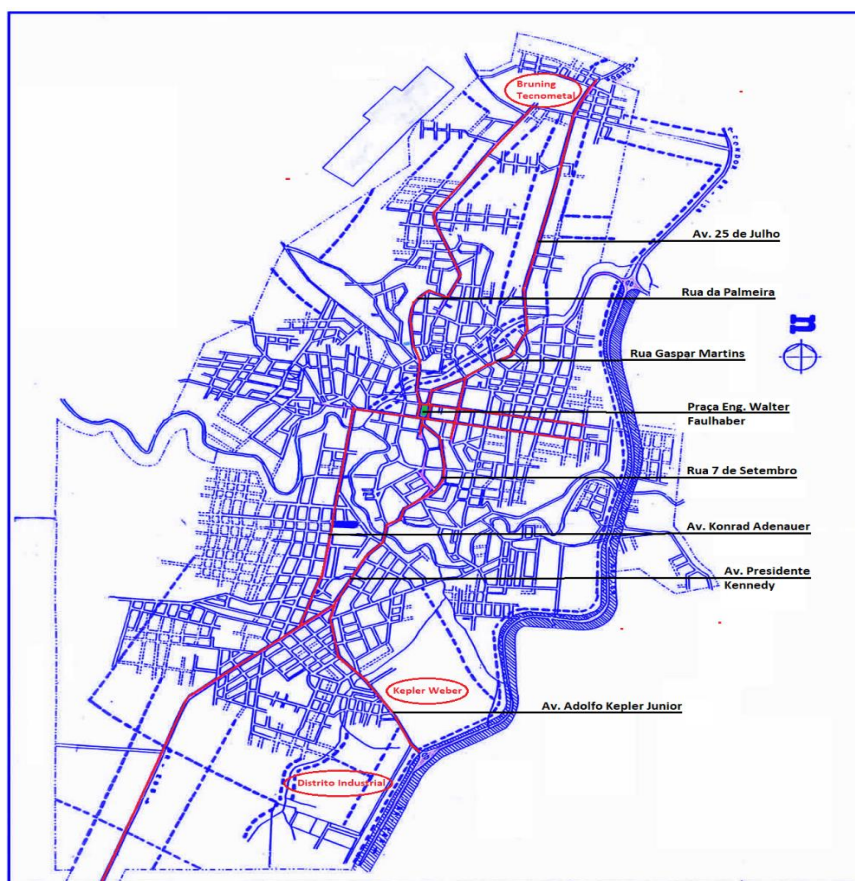 Bruning
Tecnometal
Av. 25 de Julho
Rua da Palmeira
n
Rua Gaspar Martins
Praça Eng. Walter
Faulhaber
Rua 7 de Setembro
Av. Konrad Adenauer
Av. Presidente
Kennedy
Kepler Weber
Av. Adolfo Kepler Junior
Distrito Industrial